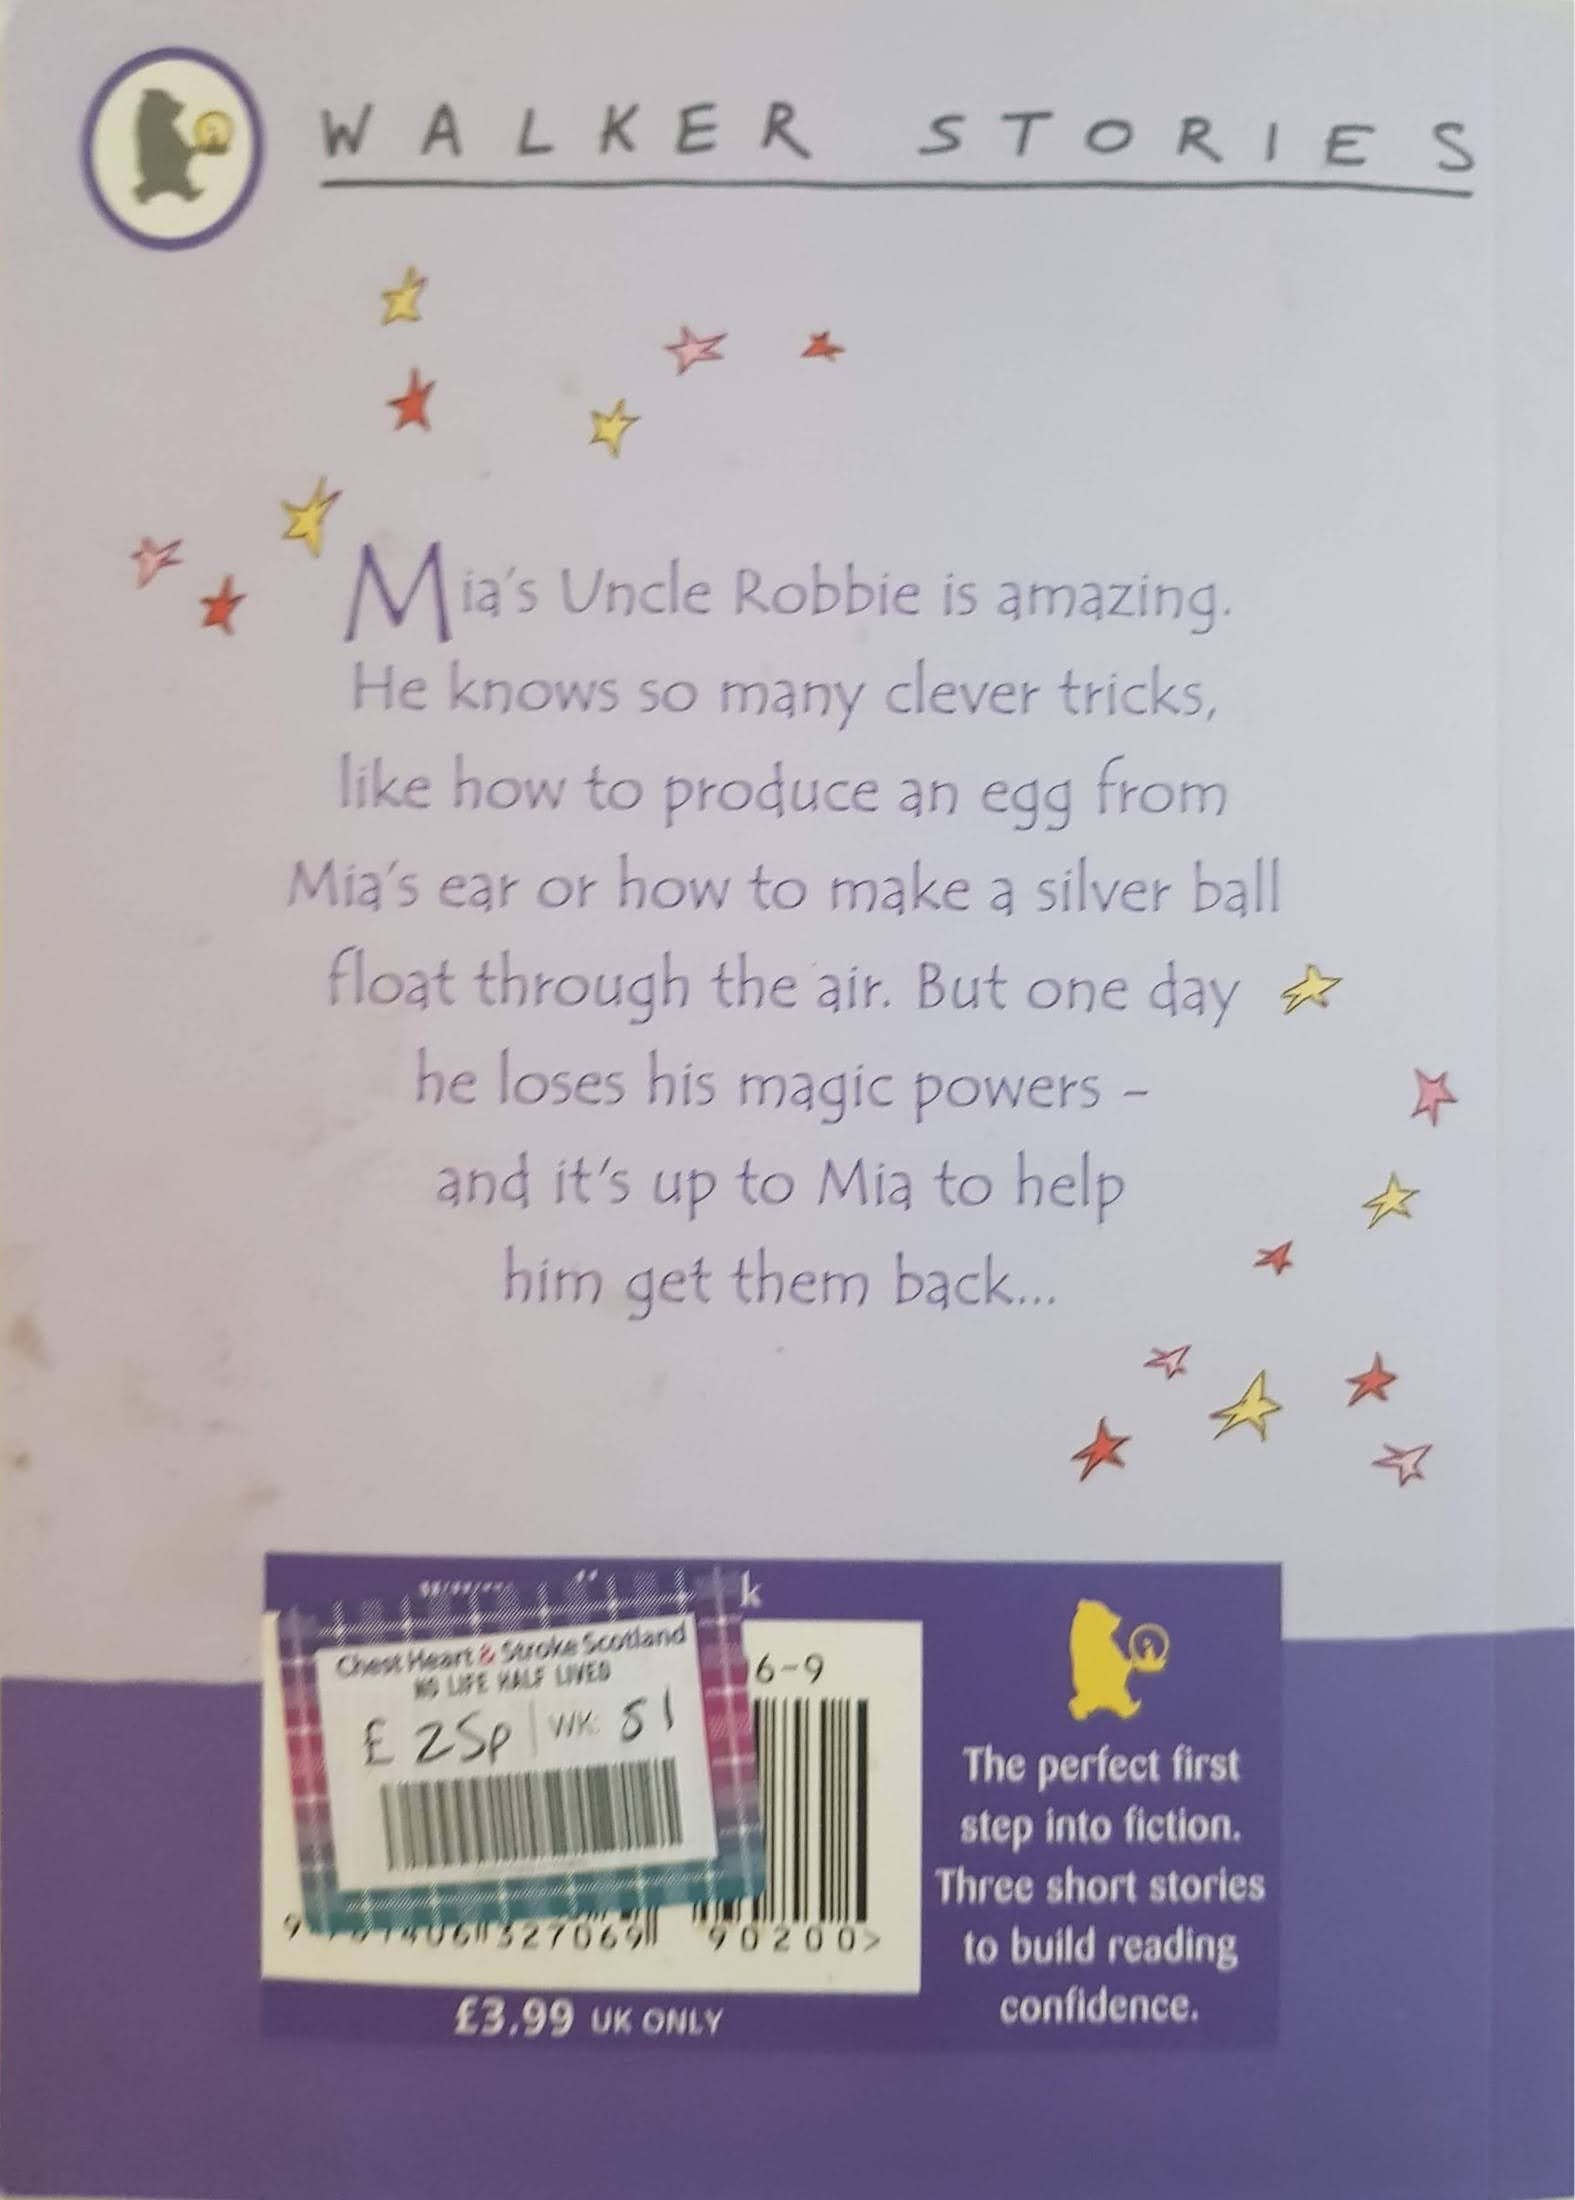 WALKER STORIES
Mia's Uncle Robbie is amazing.
He knows so many clever tricks,
like how to produce an egg from
Mia's ear or how to make a silver ball
float through the air. But one day
he loses his magic powers –
and it's up to Mia to help
him get them back...
k
Chest Heart & Stroke Scotland
NO LIFE HALF LIVED
£ 25p WK: 51
6-9
327069
90200>
£3.99 UK ONLY
The perfect first
step into fiction.
Three short stories
to build reading
confidence.